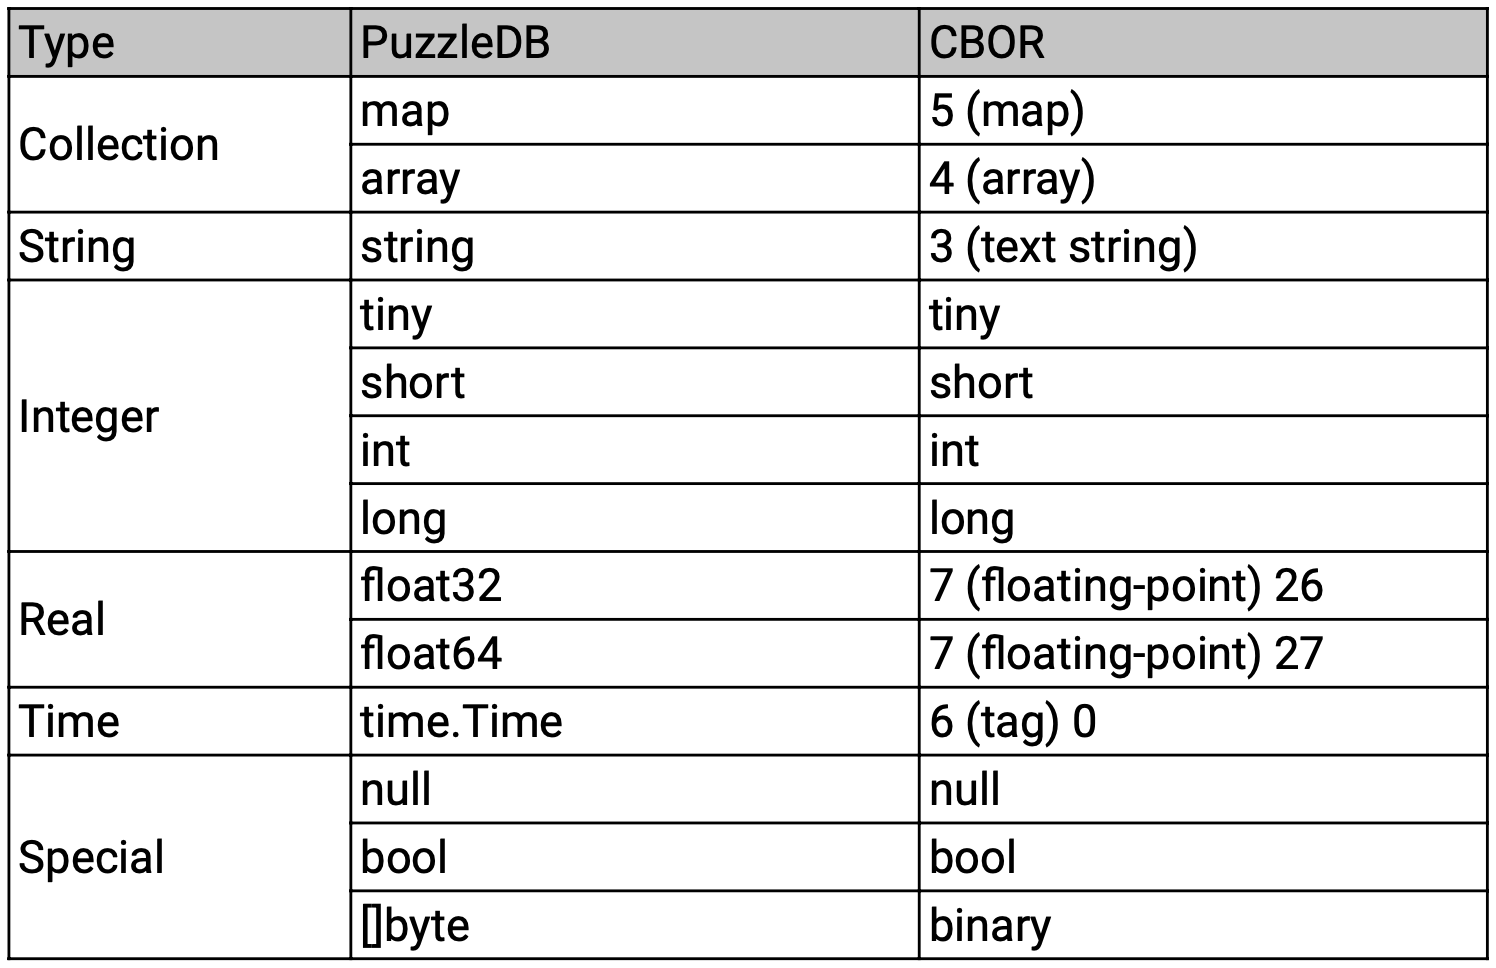 Type PuzzleDB CBOR
Collection map 5 (map)
array 4 (array)
String string 3 (text string)
Integer tiny tiny
short short
int int
long long
Real float32 7 (floating-point) 26
float64 7 (floating-point) 27
Time time.Time 6 (tag) 0
Special null null
bool bool
[]byte binary